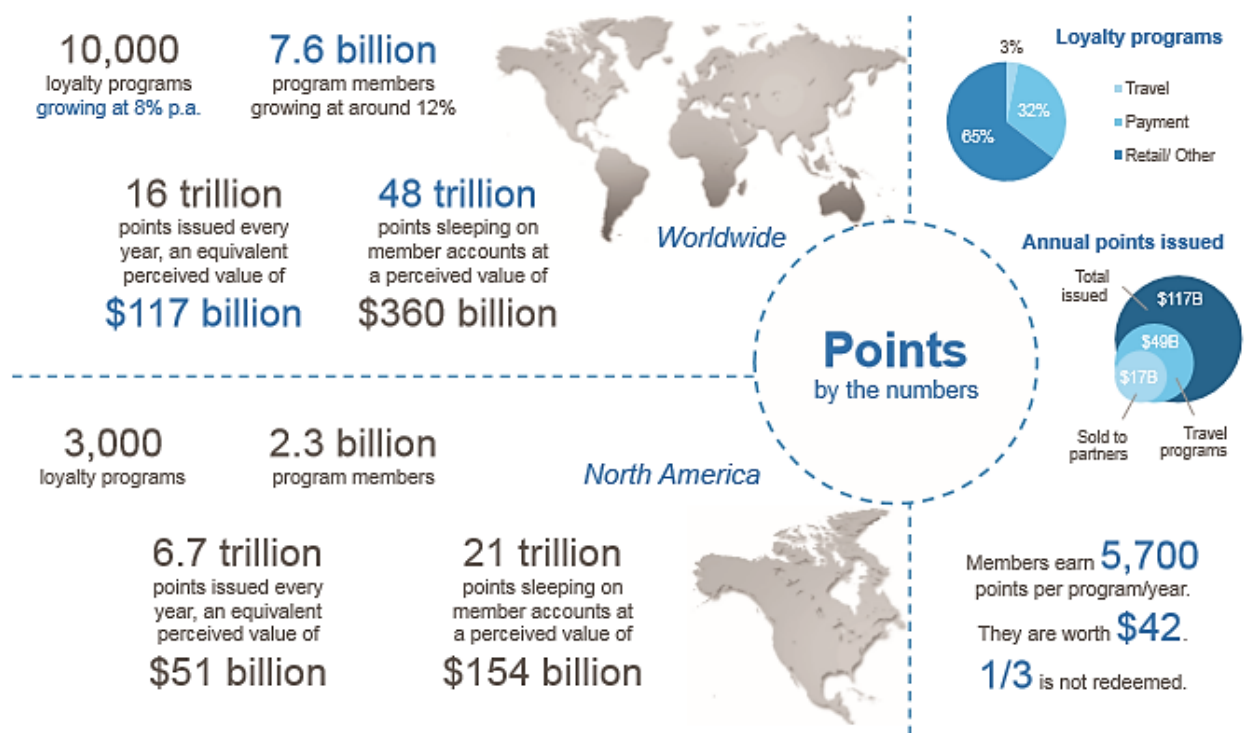 10,000
loyalty programs
growing at 8% p.a.
7.6 billion
program members
growing at around 12%
16 trillion
points issued every
year, an equivalent
perceived value of
$117 billion
48 trillion
points sleeping on
member accounts at
a perceived value of
$360 billion
Worldwide
Loyalty programs
3%
32%
65%
Travel
Payment
Retail/ Other
Annual points issued
Total
issued
$117B
$49B
$17B
Sold to
partners
Travel
programs
Points
by the numbers
3,000
loyalty programs
2.3 billion
program members
North America
6.7 trillion
points issued every
year, an equivalent
perceived value of
$51 billion
21 trillion
points sleeping on
member accounts at
a perceived value of
$154 billion
Members earn 5,700
points per program/year.
They are worth $42.
1/3 is not redeemed.